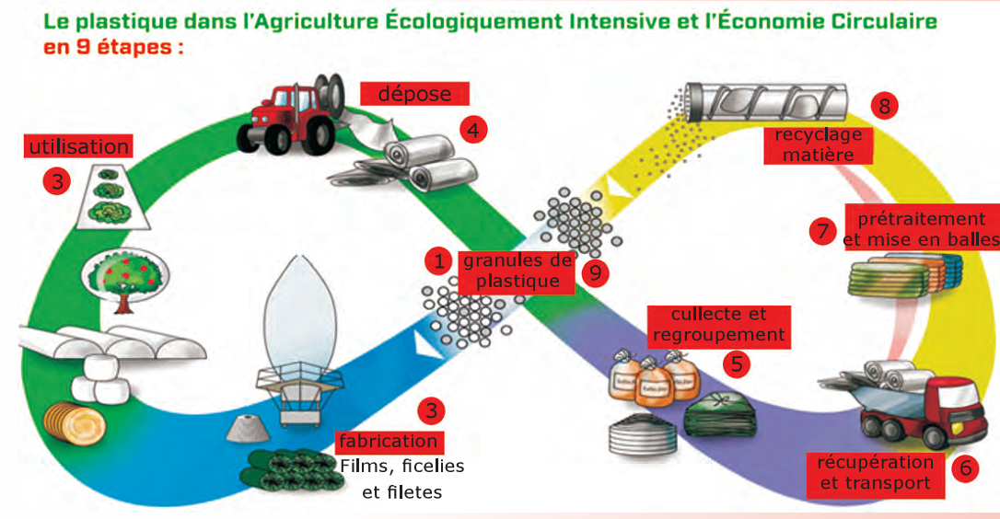 Le plastique dans l'Agriculture Écologiquement Intensive et l'Économie Circulaire
en 9 étapes :
dépose
4
utilisation
3
8
recyclage
matière
7
prétraitement
et mise en balles
1
granules de
plastique
9
cullecte et
regroupement
5
3
fabrication
Films, ficelies
et filetes
récupération
et transport
6